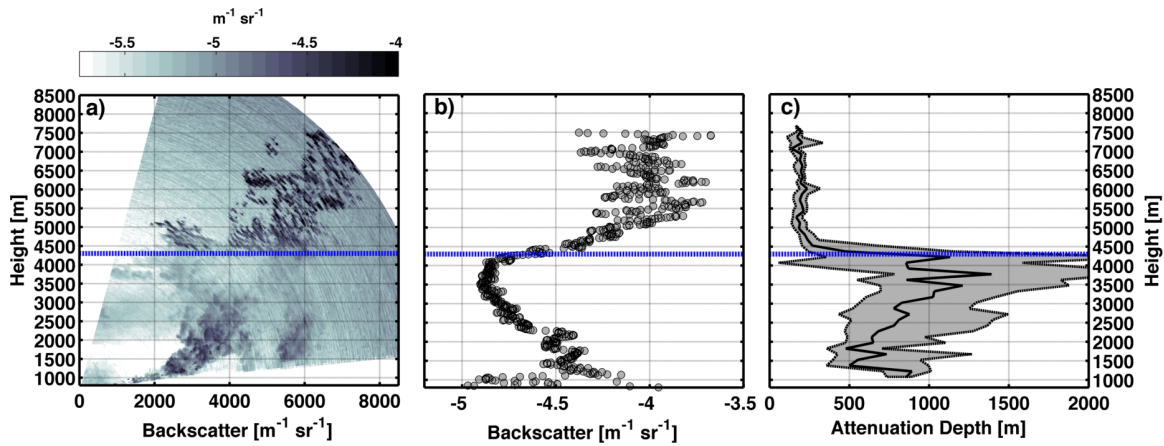 m-1 sr-1
-5.5 -5 -4.5 -4
a)
8500
8000
7500
7000
6500
6000
5500
5000
4500
4000
3500
3000
2500
2000
1500
1000
Height [m]
0 2000 4000 6000 8000
Backscatter [m-1 sr-1]
b)
-5 -4.5 -4 -3.5
Backscatter [m-1 sr-1]
c)
8500
8000
7500
7000
6500
6000
5500
5000
4500
4000
3500
3000
2500
2000
1500
1000
Height [m]
0 500 1000 1500 2000
Attenuation Depth [m]